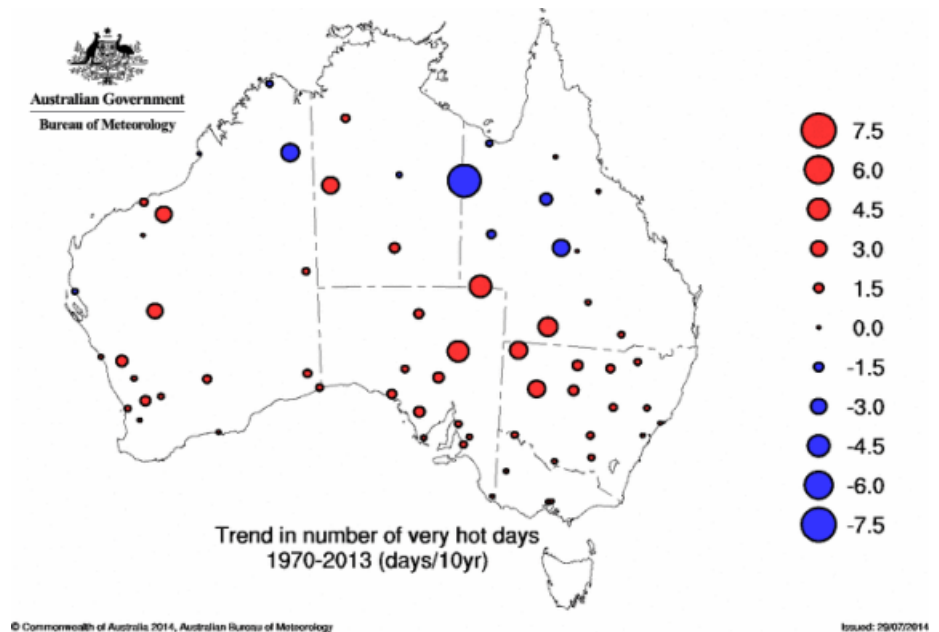 Australian Government
Bureau of Meteorology
7.5
6.0
4.5
3.0
1.5
0.0
-1.5
-3.0
-4.5
-6.0
-7.5
Trend in number of very hot days
1970-2013 (days/10yr)
© Commonwealth of Australia 2014, Australian Bureau of Meteorology
Issued: 29/07/2014